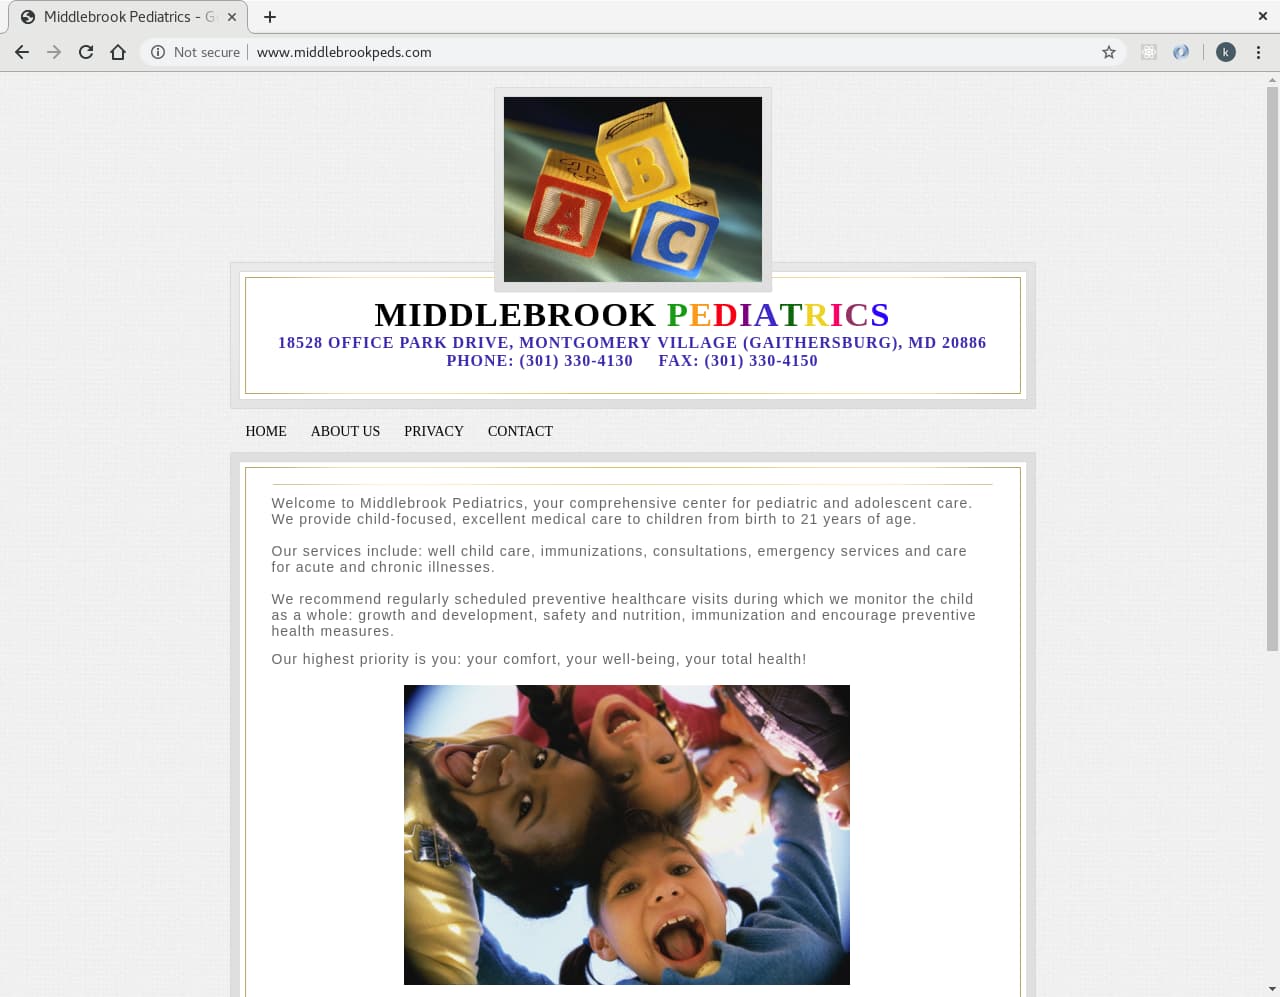 Middlebrook Pediatrics - G
Not secure
www.middlebrookpeds.com
k
B
A
C
MIDDLEBROOK PEDIATRICS
18528 OFFICE PARK DRIVE, MONTGOMERY VILLAGE (GAITHERSBURG), MD 20886
PHONE: (301) 330-4130 FAX: (301) 330-4150
HOME ABOUT US PRIVACY CONTACT
Welcome to Middlebrook Pediatrics, your comprehensive center for pediatric and adolescent care.
We provide child-focused, excellent medical care to children from birth to 21 years of age.
Our services include: well child care, immunizations, consultations, emergency services and care
for acute and chronic illnesses.
We recommend regularly scheduled preventive healthcare visits during which we monitor the child
as a whole: growth and development, safety and nutrition, immunization and encourage preventive
health measures.
Our highest priority is you: your comfort, your well-being, your total health!